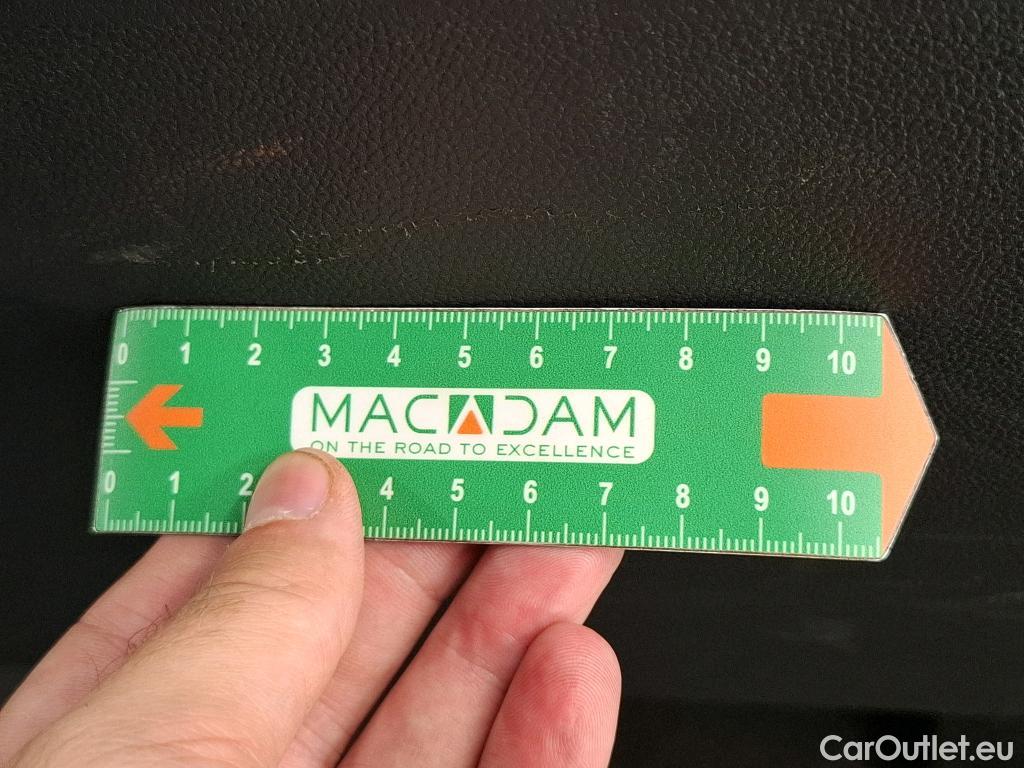 0 1 2 3 4 5 6 7 8 9 10
MACADAM
ON THE ROAD TO EXCELLENCE
0 1 2 4 5 6 7 8 9 10
CarOutlet.eu